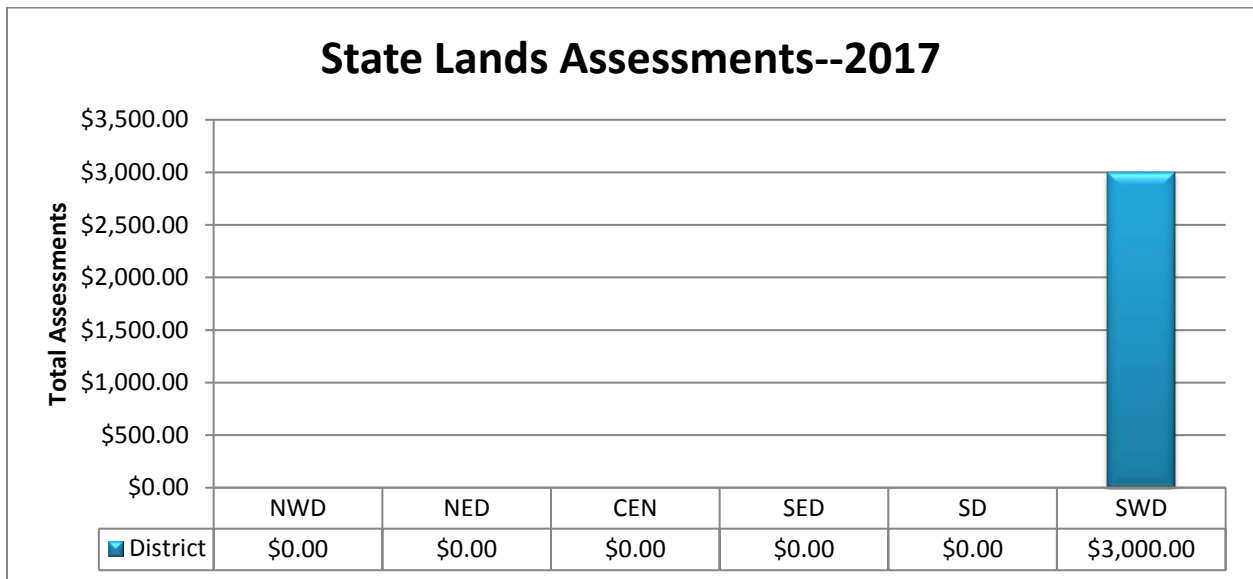 State Lands Assessments--2017
Total Assessments
$3,500.00
$3,000.00
$2,500.00
$2,000.00
$1,500.00
$1,000.00
$500.00
$0.00
NWD NED CEN SED SD SWD
District $0.00 $0.00 $0.00 $0.00 $0.00 $3,000.00